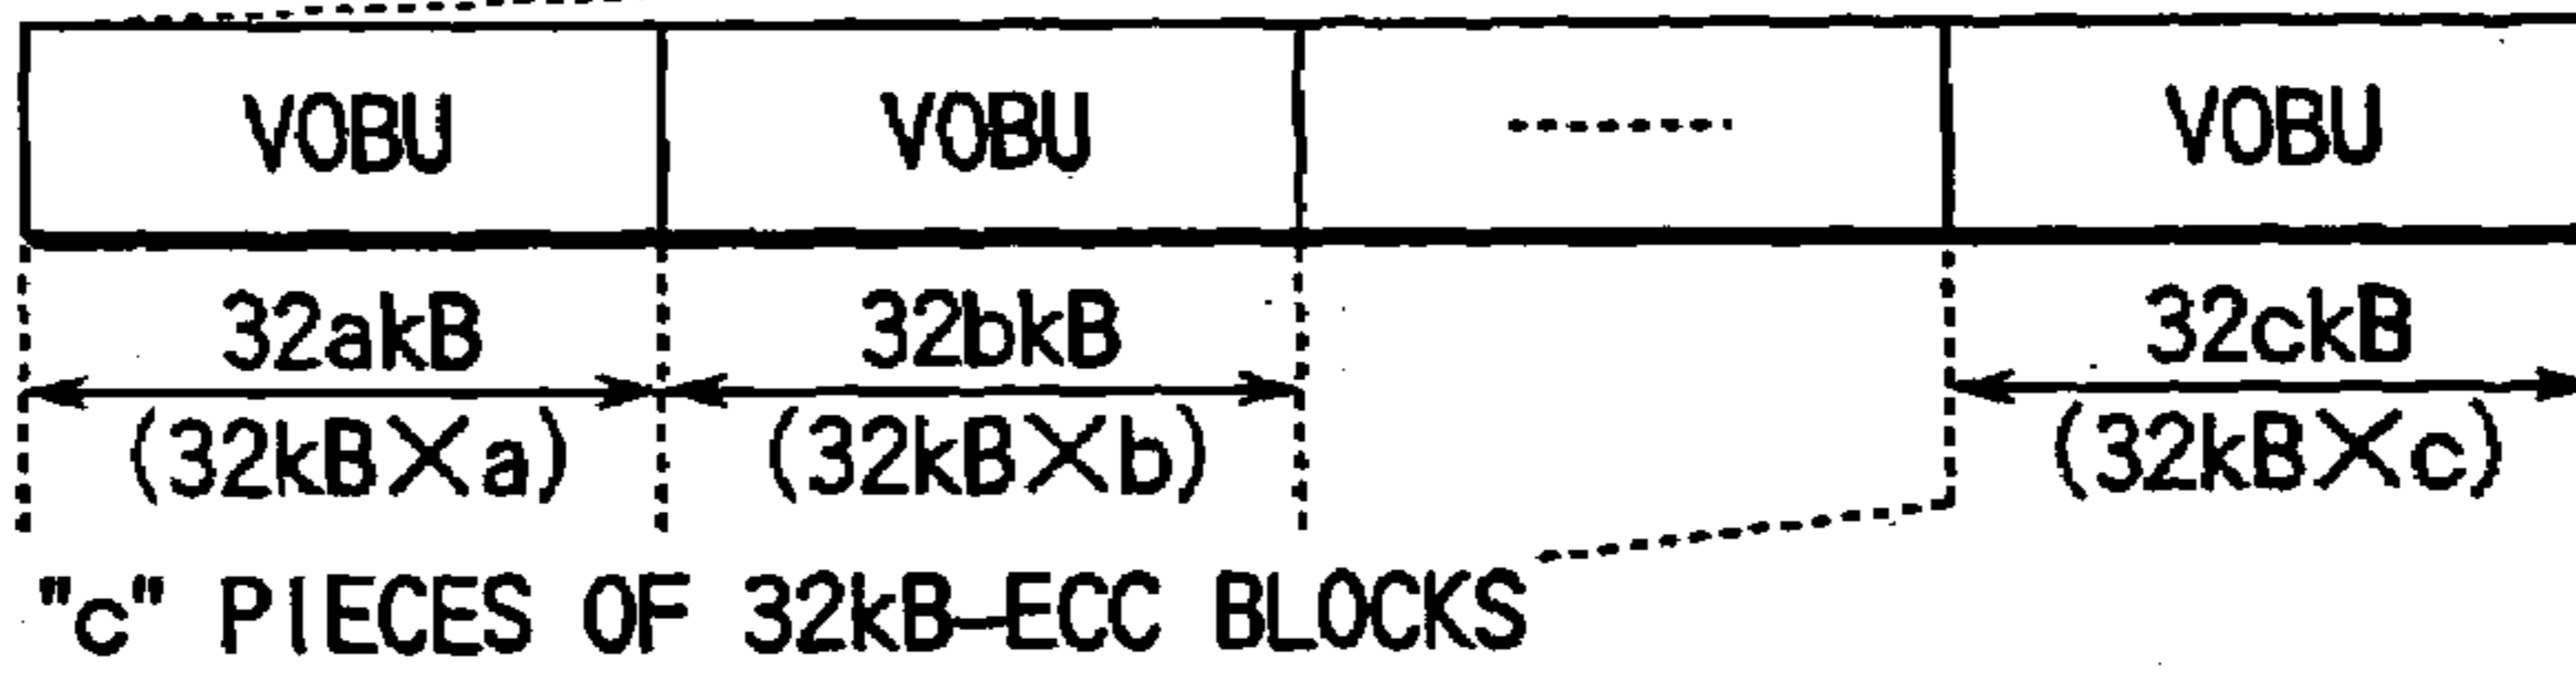 VOBU VOBU VOBU
32akB 32bkB 32ckB
(32kB×a) (32kB×b) (32kB×c)
"c" PIECES OF 32kB-ECC BLOCKS